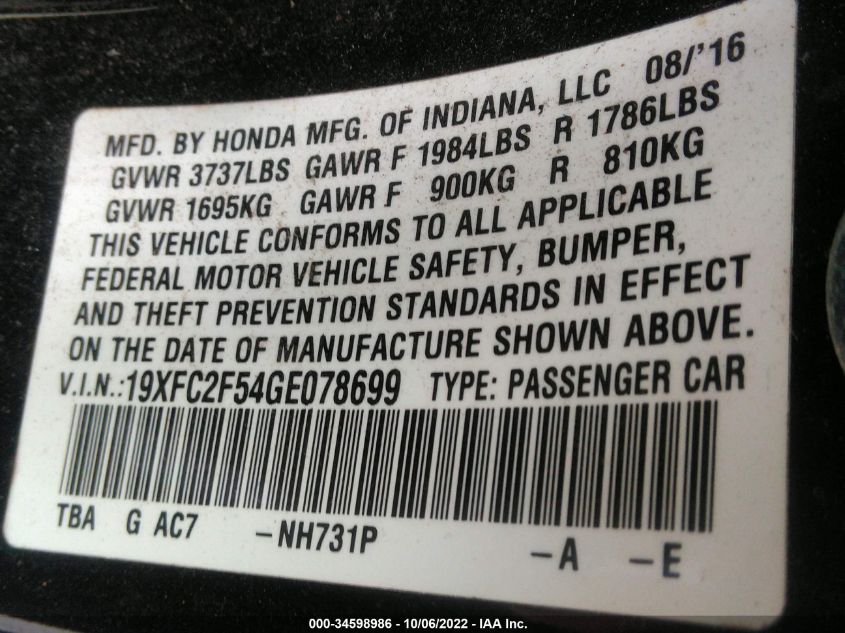 MFD. BY HONDA MFG. OF INDIANA, LLC 08/'16
GVWR 3737LBS GAWR F 1984LBS R 1786LBS
GVWR 1695KG GAWR F 900KG R 810KG
THIS VEHICLE CONFORMS TO ALL APPLICABLE
FEDERAL MOTOR VEHICLE SAFETY, BUMPER,
AND THEFT PREVENTION STANDARDS IN EFFECT
ON THE DATE OF MANUFACTURE SHOWN ABOVE.
V.I.N.:19XFC2F54GE078699 TYPE: PASSENGER CAR
TBA G AC7 -NH731P -A -E
000-34598986 - 10/06/2022 - IAA Inc.